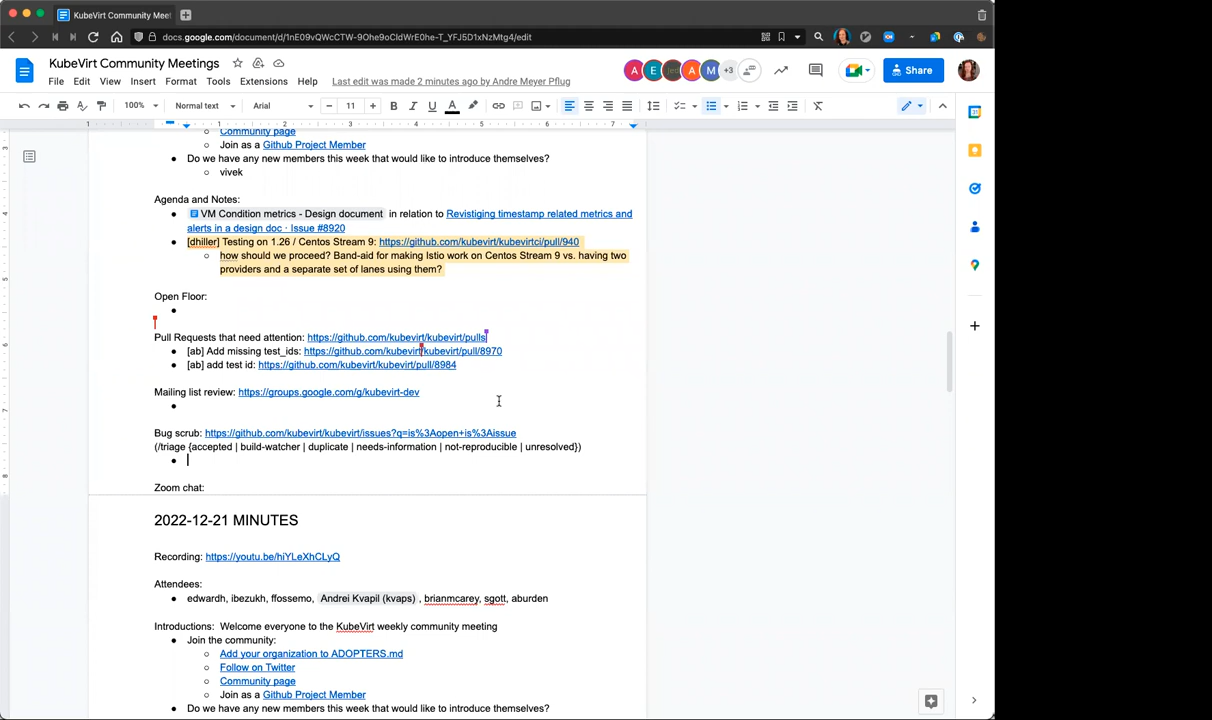 KubeVirt Community Meet
docs.google.com/document/d/1nE09vQWcCTW-9Ohe9oCldWrE0he-T_YFJ5D1xNzMtg4/edit
KubeVirt Community Meetings
File Edit View Insert Format Tools Extensions Help Last edit was made 2 minutes ago by Andre Meyer Pflug
A E A M +3 Share
100% Normal text Arial 11
1 1 2 3 4 5 6 7
Community page
Join as a Github Project Member
Do we have any new members this week that would like to introduce themselves?
vivek
Agenda and Notes:
VM Condition metrics - Design document in relation to Revistiging timestamp related metrics and
alerts in a design doc · Issue #8920
[dhiller] Testing on 1.26 / Centos Stream 9: https://github.com/kubevirt/kubevirtci/pull/940
how should we proceed? Band-aid for making Istio work on Centos Stream 9 vs. having two
providers and a separate set of lanes using them?
Open Floor:
Pull Requests that need attention: https://github.com/kubevirt/kubevirt/pulls
[ab] Add missing test_ids: https://github.com/kubevirt/kubevirt/pull/8970
[ab] add test id: https://github.com/kubevirt/kubevirt/pull/8984
Mailing list review: https://groups.google.com/g/kubevirt-dev
Bug scrub: https://github.com/kubevirt/kubevirt/issues?q=is%3Aopen+is%3Aissue
(/triage {accepted | build-watcher | duplicate | needs-information | not-reproducible | unresolved})
Zoom chat:
2022-12-21 MINUTES
Recording: https://youtu.be/hiYLeXhCLyQ
Attendees:
edwardh, ibezukh, ffossemo, Andrei Kvapil (kvaps) , brianmcarey, sgott, aburden
Introductions: Welcome everyone to the KubeVirt weekly community meeting
Join the community:
Add your organization to ADOPTERS.md
Follow on Twitter
Community page
Join as a Github Project Member
Do we have any new members this week that would like to introduce themselves?